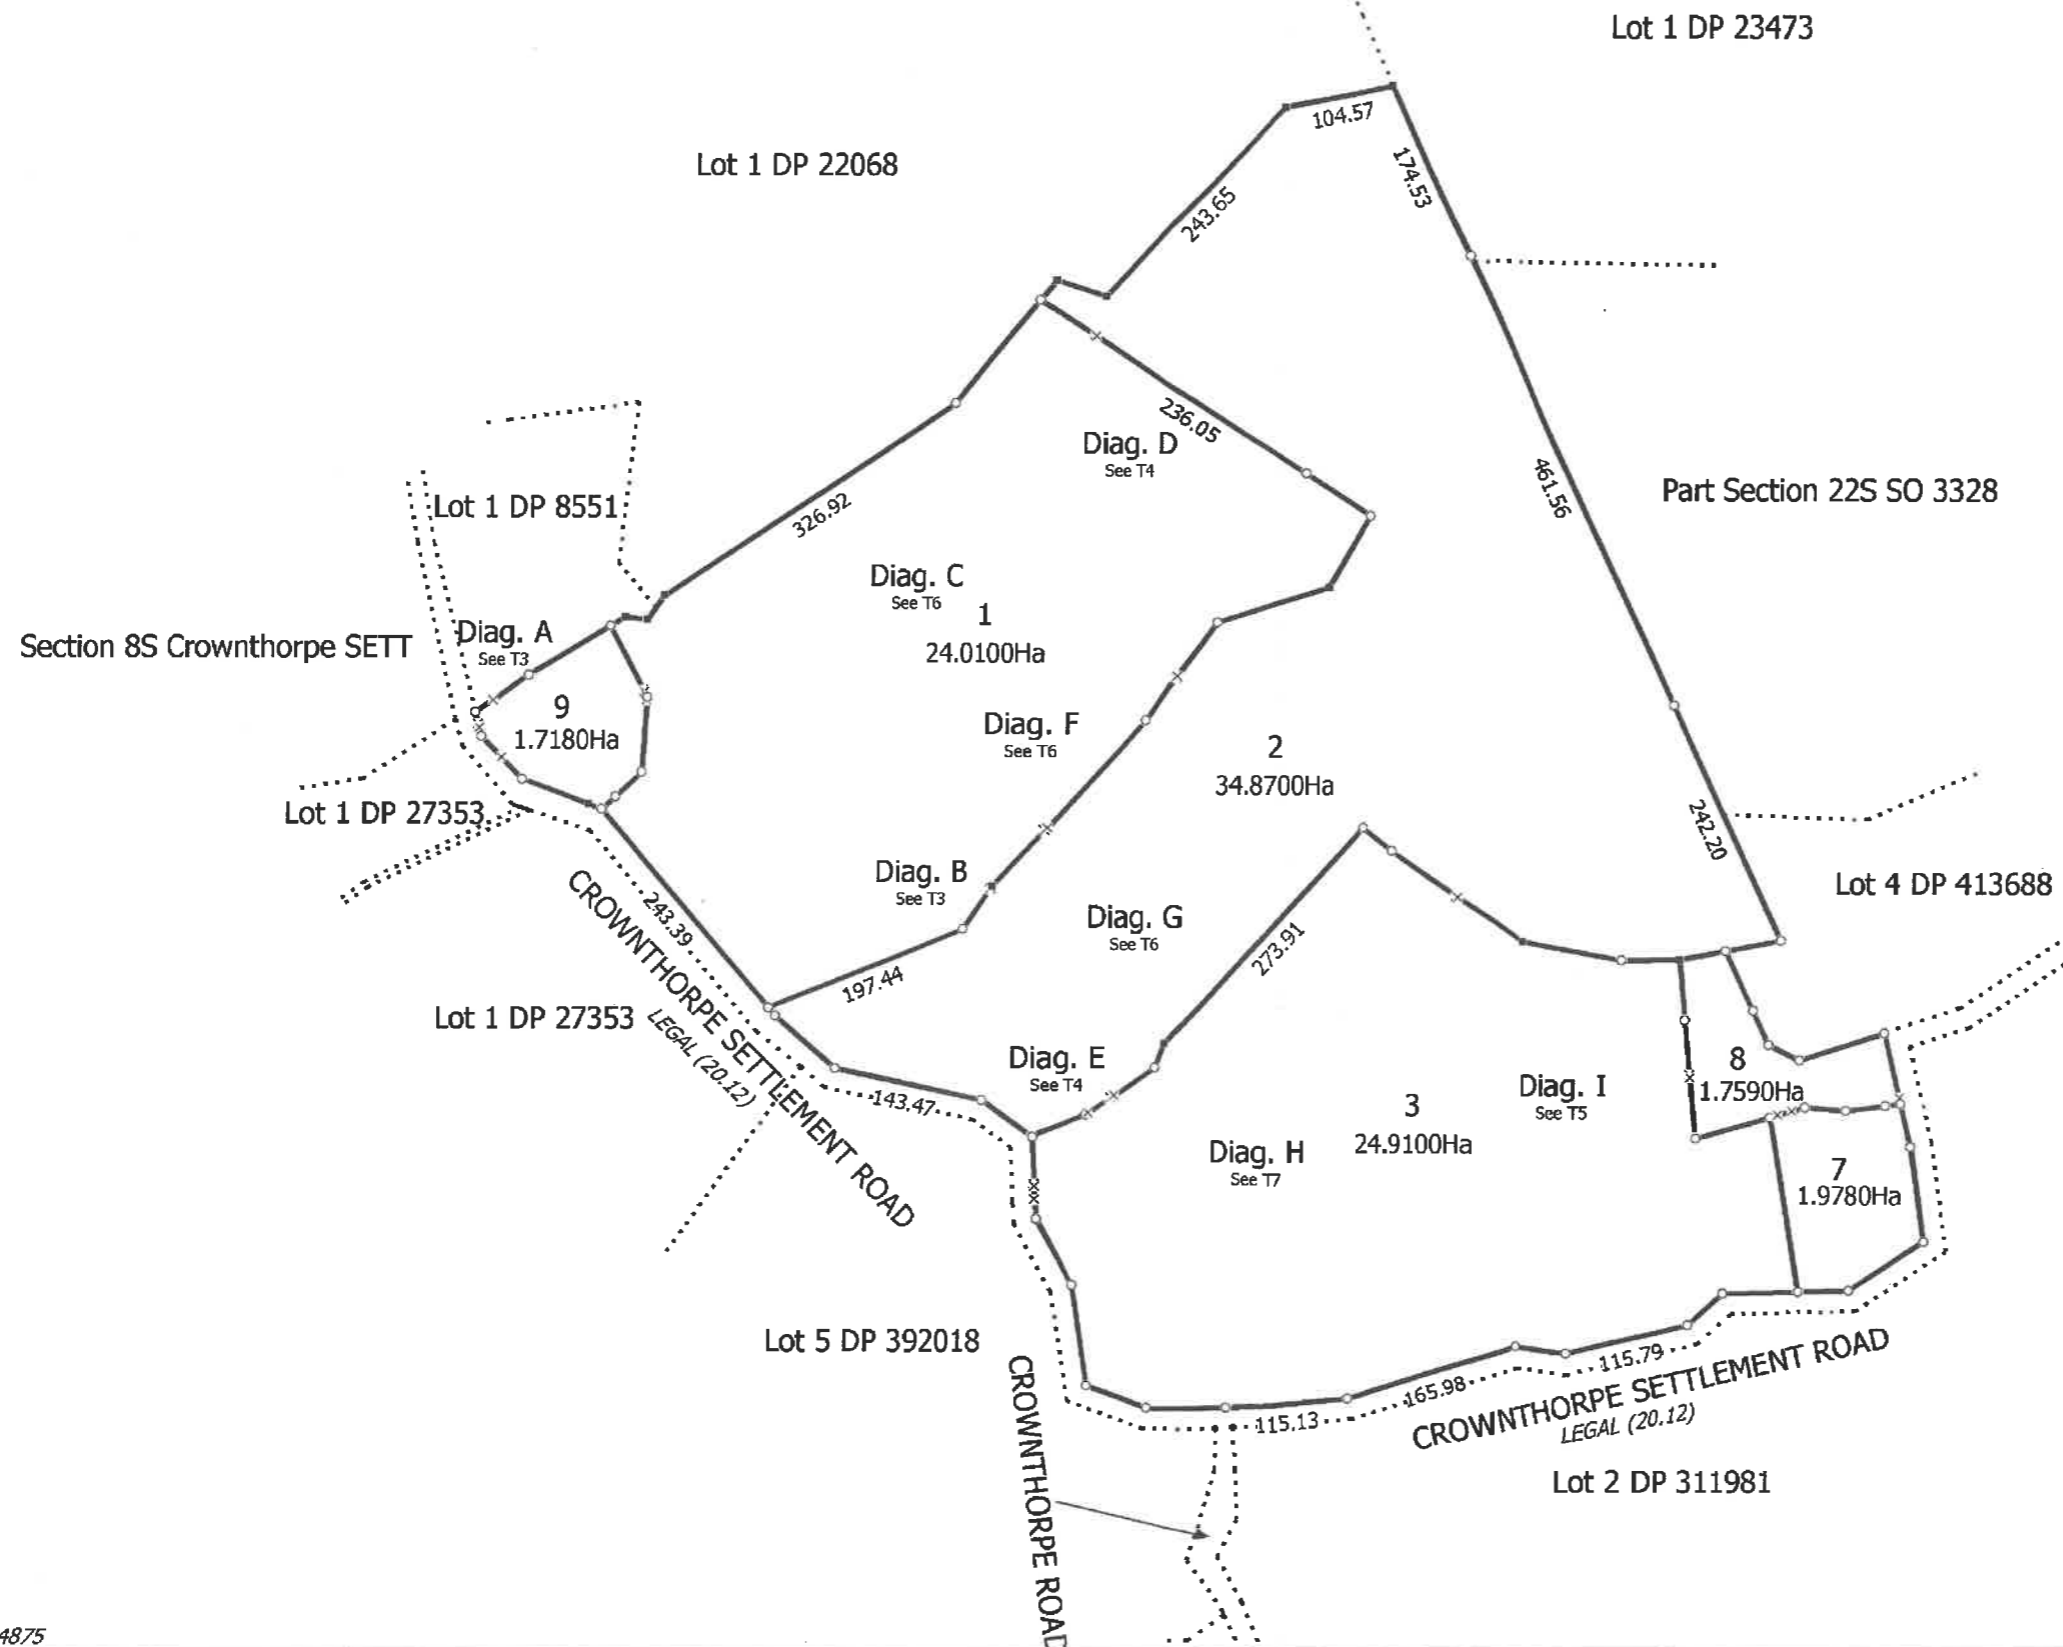 Lot 1 DP 23473
104.57
Lot 1 DP 22068
174.53
243.65
236.05
Diag. D
See T4
461.56
Part Section 22S SO 3328
Lot 1 DP 8551
326.92
Diag. C
See T6
1
24.0100Ha
Section 8S Crownthorpe SETT
Diag. A
See T3
9
1.7180Ha
Diag. F
See T6
2
34.8700Ha
Lot 1 DP 27353
242.20
Diag. B
See T3
Lot 4 DP 413688
243.39
CROWNTHORPE SETTLEMENT ROAD
LEGAL (20.12)
Diag. G
See T6
273.91
197.44
Lot 1 DP 27353
Diag. E
See T4
143.47
8
1.7590Ha
Diag. I
See T5
3
24.9100Ha
Diag. H
See T7
7
1.9780Ha
Lot 5 DP 392018
115.79
165.98
115.13
CROWNTHORPE SETTLEMENT ROAD
LEGAL (20.12)
CROWNTHORPE ROAD
Lot 2 DP 311981
4875